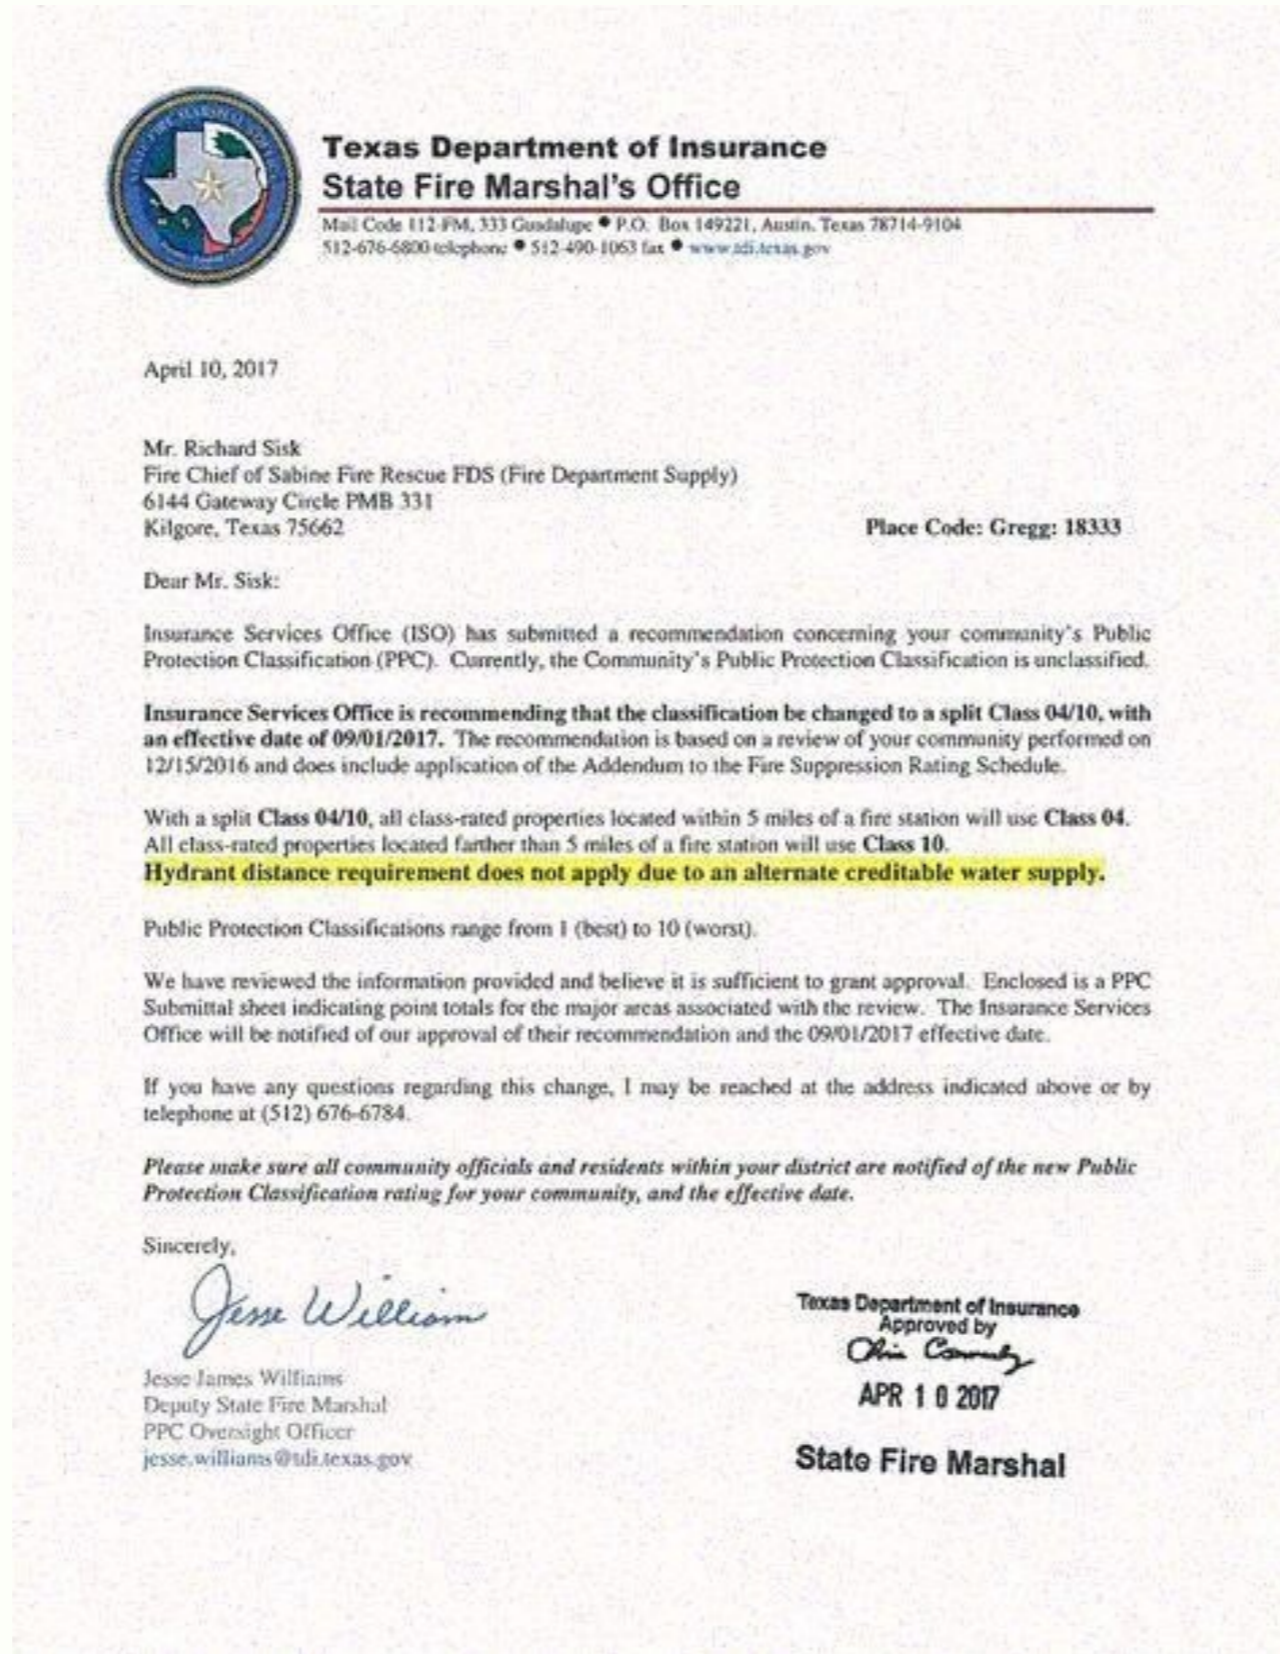 STATE FIRE MARSHAL'S OFFICE
Texas Department of Insurance
State Fire Marshal's Office
Mail Code 112-FM, 333 Guadalupe ● P.O. Box 149221, Austin, Texas 78714-9104
512-676-6800 telephone ● 512-490-1063 fax ● www.tdi.texas.gov
April 10, 2017
Mr. Richard Sisk
Fire Chief of Sabine Fire Rescue FDS (Fire Department Supply)
6144 Gateway Circle PMB 331
Kilgore, Texas 75662
Place Code: Gregg: 18333
Dear Mr. Sisk:
Insurance Services Office (ISO) has submitted a recommendation concerning your community's Public
Protection Classification (PPC). Currently, the Community's Public Protection Classification is unclassified.
Insurance Services Office is recommending that the classification be changed to a split Class 04/10, with
an effective date of 09/01/2017. The recommendation is based on a review of your community performed on
12/15/2016 and does include application of the Addendum to the Fire Suppression Rating Schedule.
With a split Class 04/10, all class-rated properties located within 5 miles of a fire station will use Class 04.
All class-rated properties located farther than 5 miles of a fire station will use Class 10.
Hydrant distance requirement does not apply due to an alternate creditable water supply.
Public Protection Classifications range from 1 (best) to 10 (worst).
We have reviewed the information provided and believe it is sufficient to grant approval. Enclosed is a PPC
Submittal sheet indicating point totals for the major areas associated with the review. The Insurance Services
Office will be notified of our approval of their recommendation and the 09/01/2017 effective date.
If you have any questions regarding this change, I may be reached at the address indicated above or by
telephone at (512) 676-6784.
Please make sure all community officials and residents within your district are notified of the new Public
Protection Classification rating for your community, and the effective date.
Sincerely,
Jesse William
Jesse James Williams
Deputy State Fire Marshal
PPC Oversight Officer
jesse.williams@tdi.texas.gov
Texas Department of Insurance
Approved by
APR 10 2017
State Fire Marshal